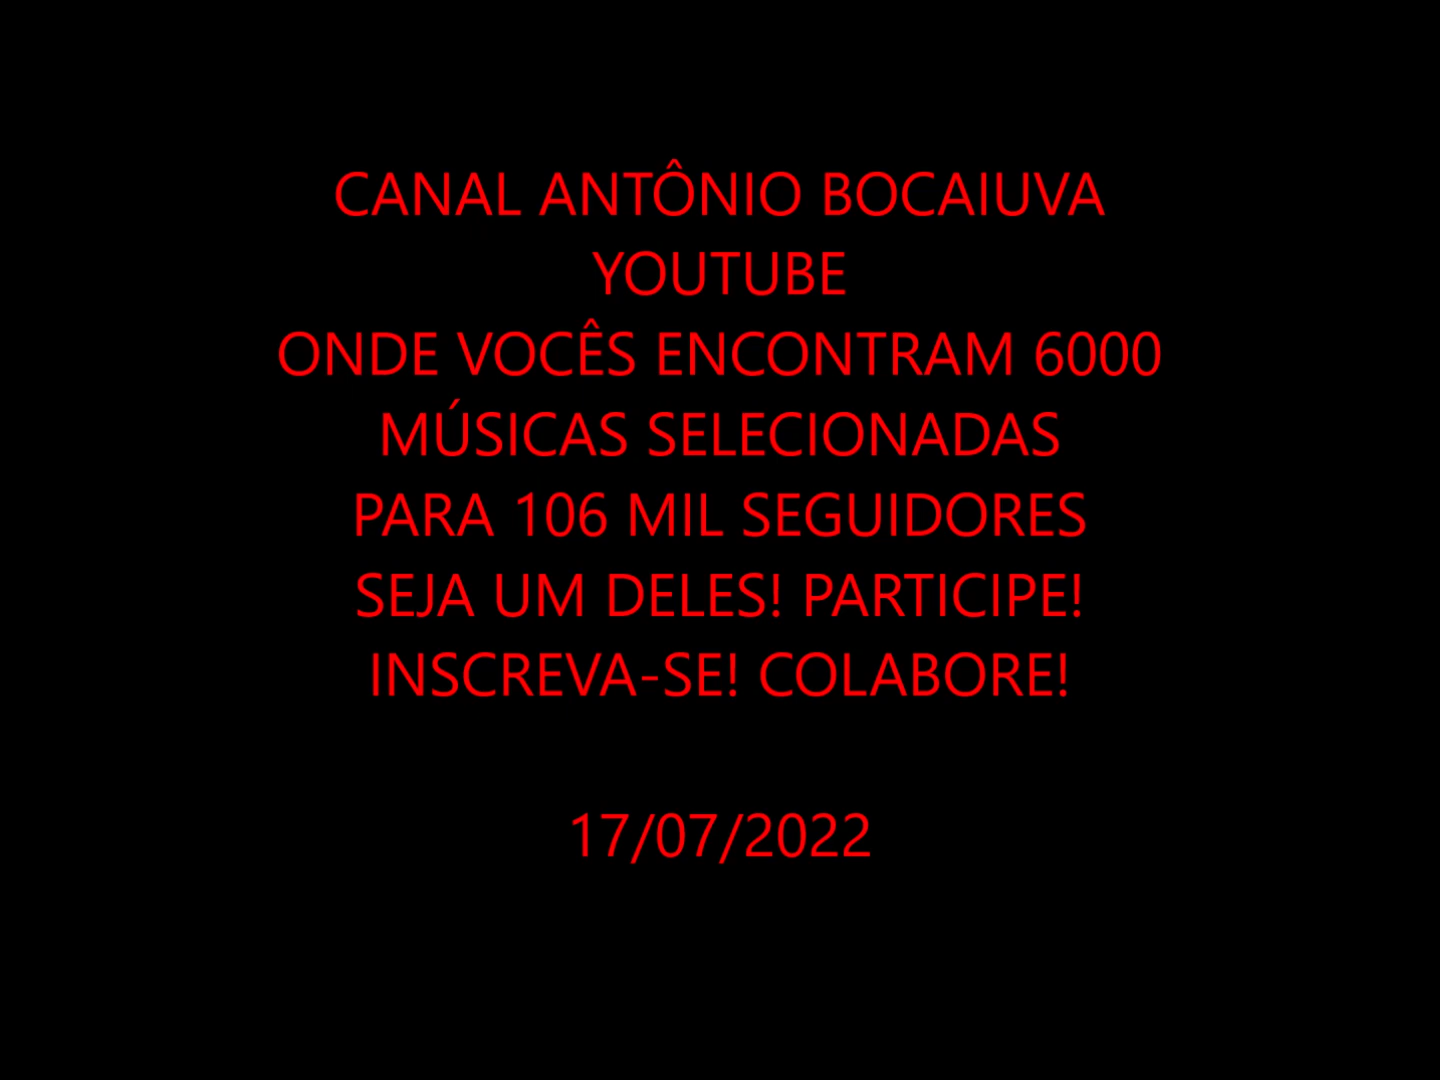 CANAL ANTÔNIO BOCAIUVA
YOUTUBE
ONDE VOCÊS ENCONTRAM 6000
MÚSICAS SELECIONADAS
PARA 106 MIL SEGUIDORES
SEJA UM DELES! PARTICIPE!
INSCREVA-SE! COLABORE!
17/07/2022